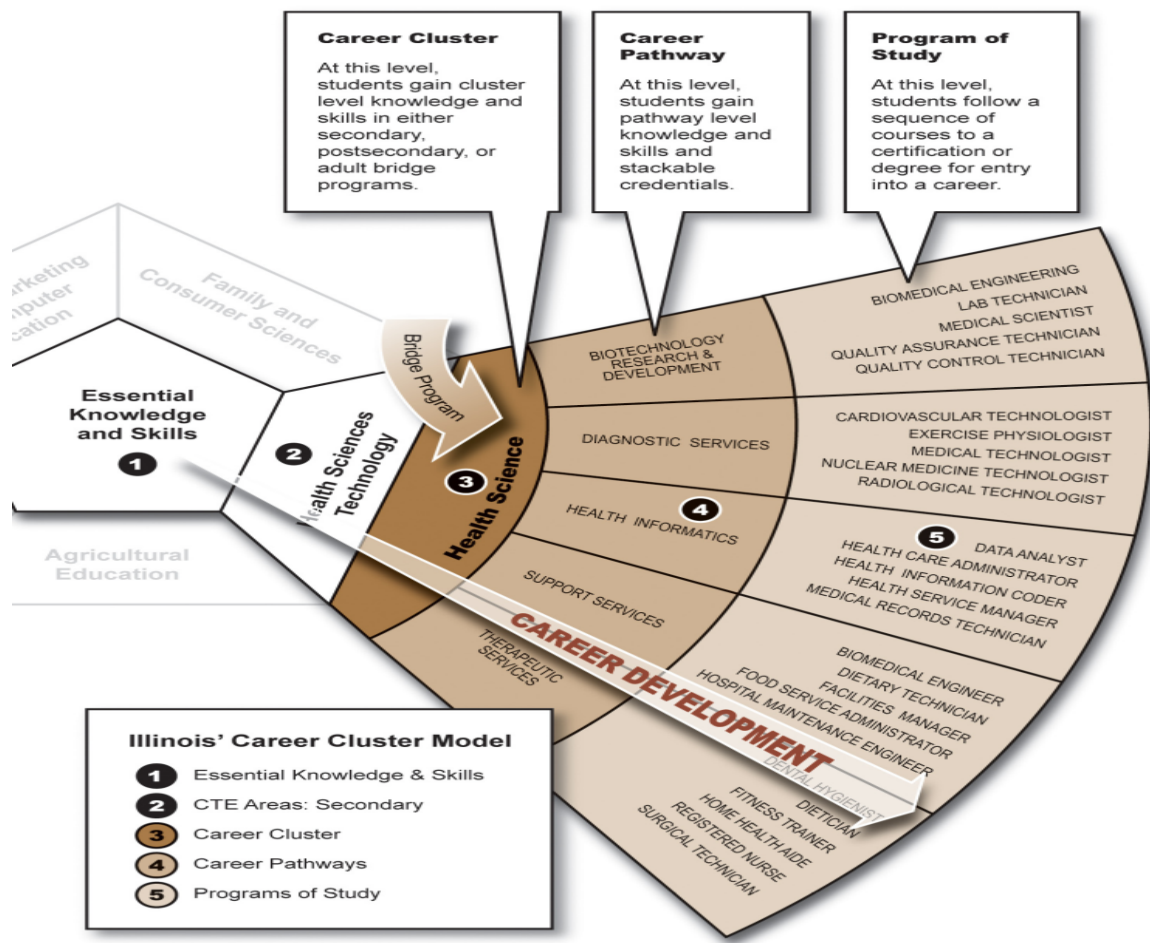 Career Cluster
At this level,
students gain cluster
level knowledge and
skills in either
secondary,
postsecondary, or
adult bridge
programs.
Career
Pathway
At this level,
students gain
pathway level
knowledge and
skills and
stackable
credentials.
Program of
Study
At this level,
students follow a
sequence of
courses to a
certification or
degree for entry
into a career.
Family and
Consumer Sciences
Essential
Knowledge
and Skills
1
Agricultural
Education
2
Health Sciences
Technology
Bridge Program
3
Health Science
BIOTECHNOLOGY
RESEARCH &
DEVELOPMENT
DIAGNOSTIC SERVICES
4
HEALTH INFORMATICS
SUPPORT SERVICES
THERAPEUTIC
SERVICES
BIOMEDICAL ENGINEERING
LAB TECHNICIAN
MEDICAL SCIENTIST
QUALITY ASSURANCE TECHNICIAN
QUALITY CONTROL TECHNICIAN
CARDIOVASCULAR TECHNOLOGIST
EXERCISE PHYSIOLOGIST
MEDICAL TECHNOLOGIST
NUCLEAR MEDICINE TECHNOLOGIST
RADIOLOGICAL TECHNOLOGIST
5
DATA ANALYST
HEALTH CARE ADMINISTRATOR
HEALTH INFORMATION CODER
HEALTH SERVICE MANAGER
MEDICAL RECORDS TECHNICIAN
BIOMEDICAL ENGINEER
DIETARY TECHNICIAN
FACILITIES MANAGER
FOOD SERVICE ADMINISTRATOR
HOSPITAL MAINTENANCE ENGINEER
CAREER DEVELOPMENT
DENTAL HYGIENIST
DIETICIAN
FITNESS TRAINER
HOME HEALTH AIDE
REGISTERED NURSE
SURGICAL TECHNICIAN
Illinois' Career Cluster Model
1 Essential Knowledge & Skills
2 CTE Areas: Secondary
3 Career Cluster
4 Career Pathways
5 Programs of Study